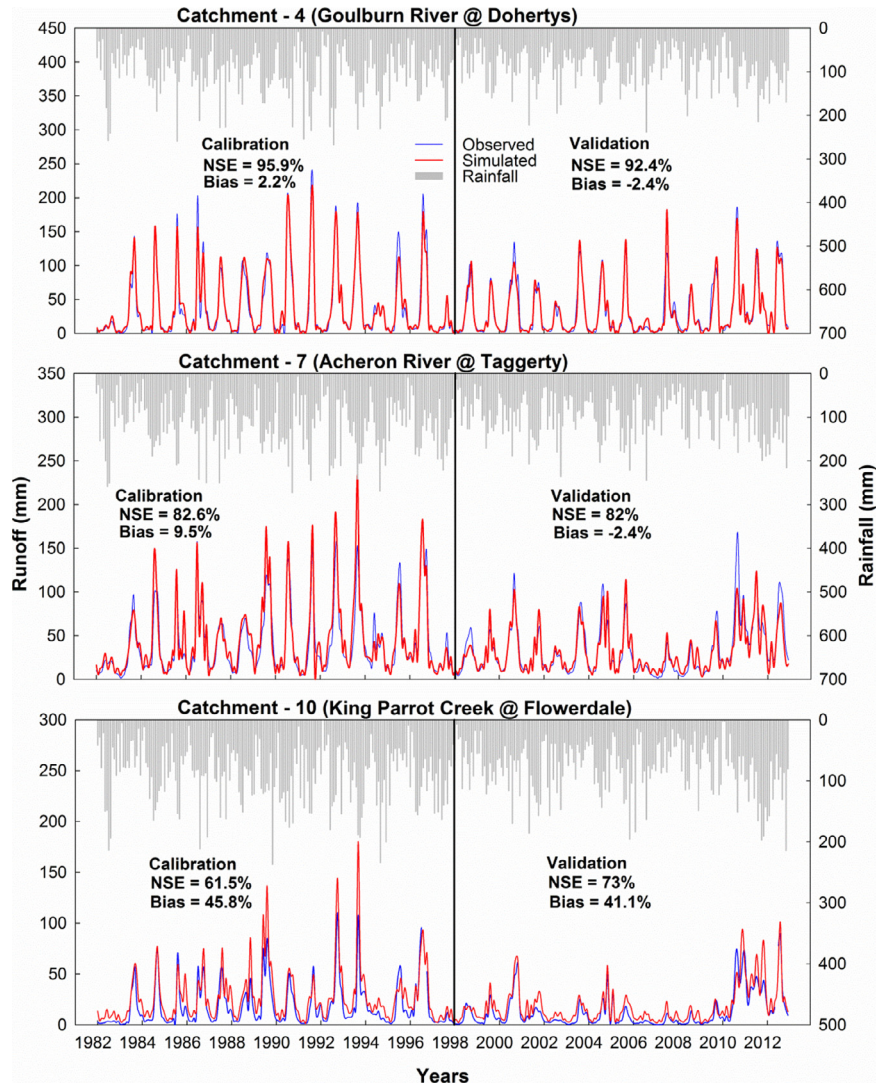 Catchment - 4 (Goulburn River @ Dohertys)
450
400
350
300
250
200
150
100
50
0
0
100
200
300
400
500
600
700
Calibration
NSE = 95.9%
Bias = 2.2%
Observed
Simulated
Rainfall
Validation
NSE = 92.4%
Bias = -2.4%
Catchment - 7 (Acheron River @ Taggerty)
350
300
250
200
150
100
50
0
0
100
200
300
400
500
600
700
Runoff (mm)
Rainfall (mm)
Calibration
NSE = 82.6%
Bias = 9.5%
Validation
NSE = 82%
Bias = -2.4%
Catchment - 10 (King Parrot Creek @ Flowerdale)
300
250
200
150
100
50
0
0
100
200
300
400
500
Calibration
NSE = 61.5%
Bias = 45.8%
Validation
NSE = 73%
Bias = 41.1%
1982 1984 1986 1988 1990 1992 1994 1996 1998 2000 2002 2004 2006 2008 2010 2012
Years